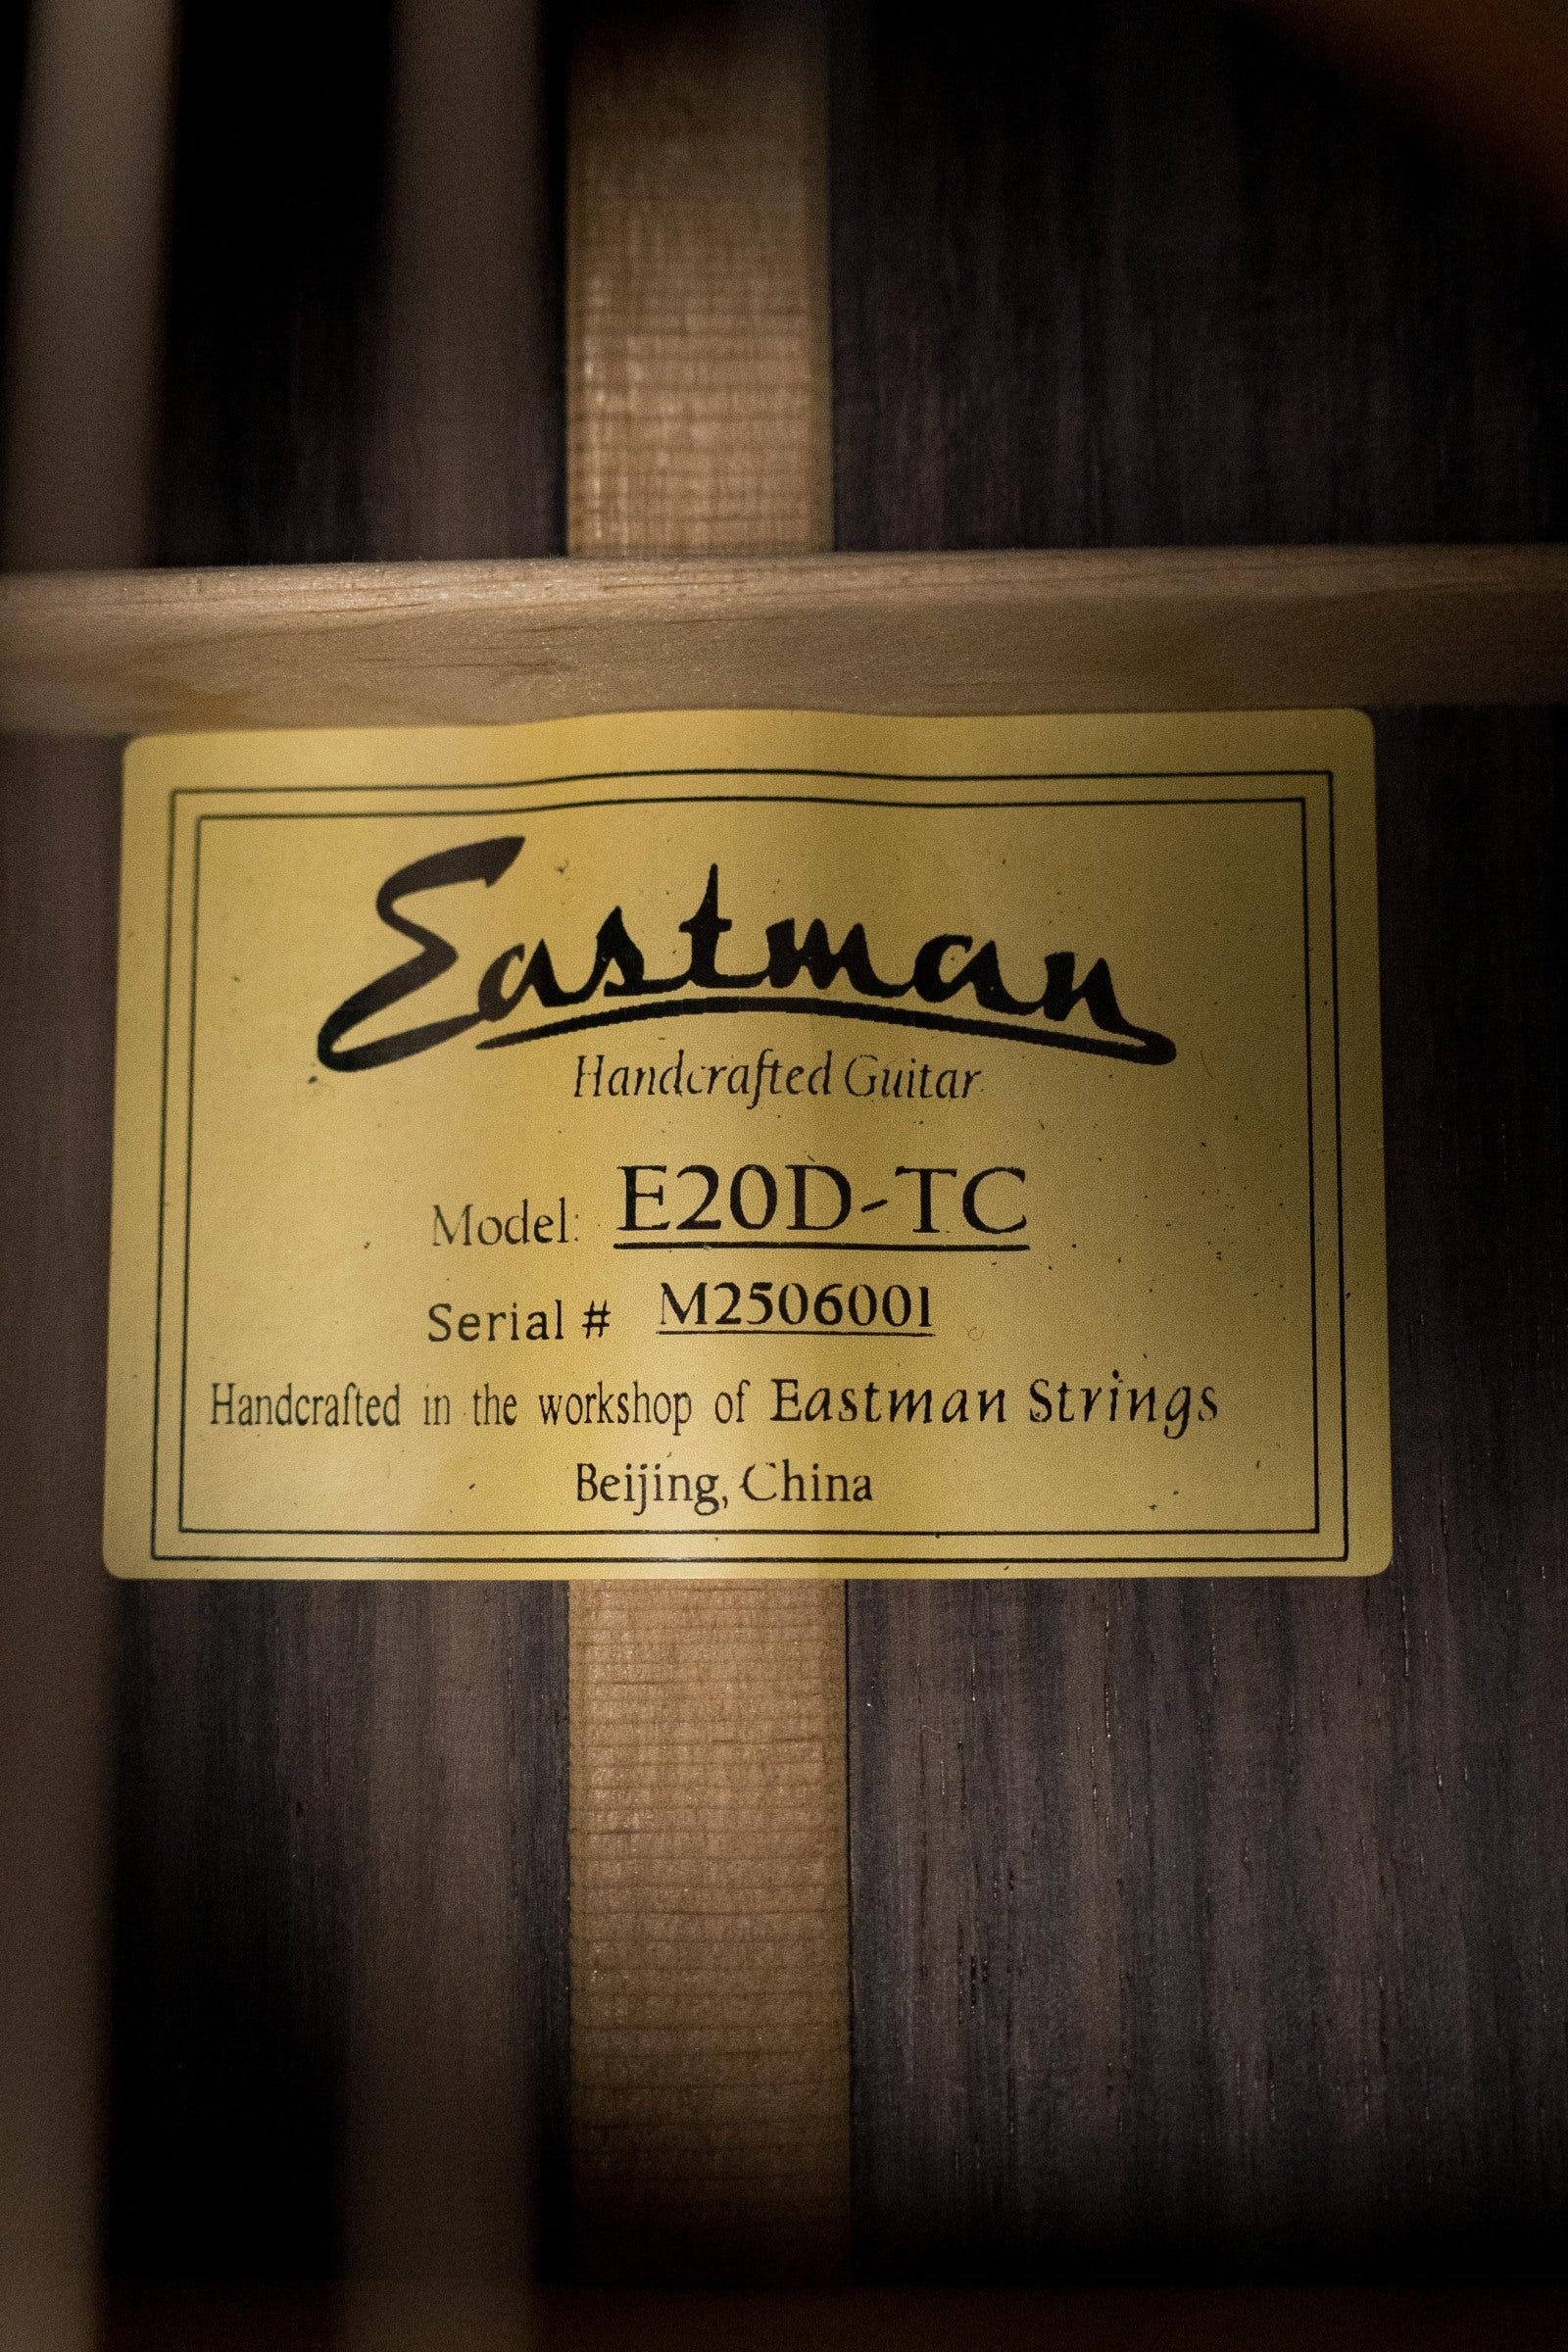 Eastman
Handcrafted Guitar
Model: E20D-TC
Serial # M2506001
Handcrafted in the workshop of Eastman Strings
Beijing, China